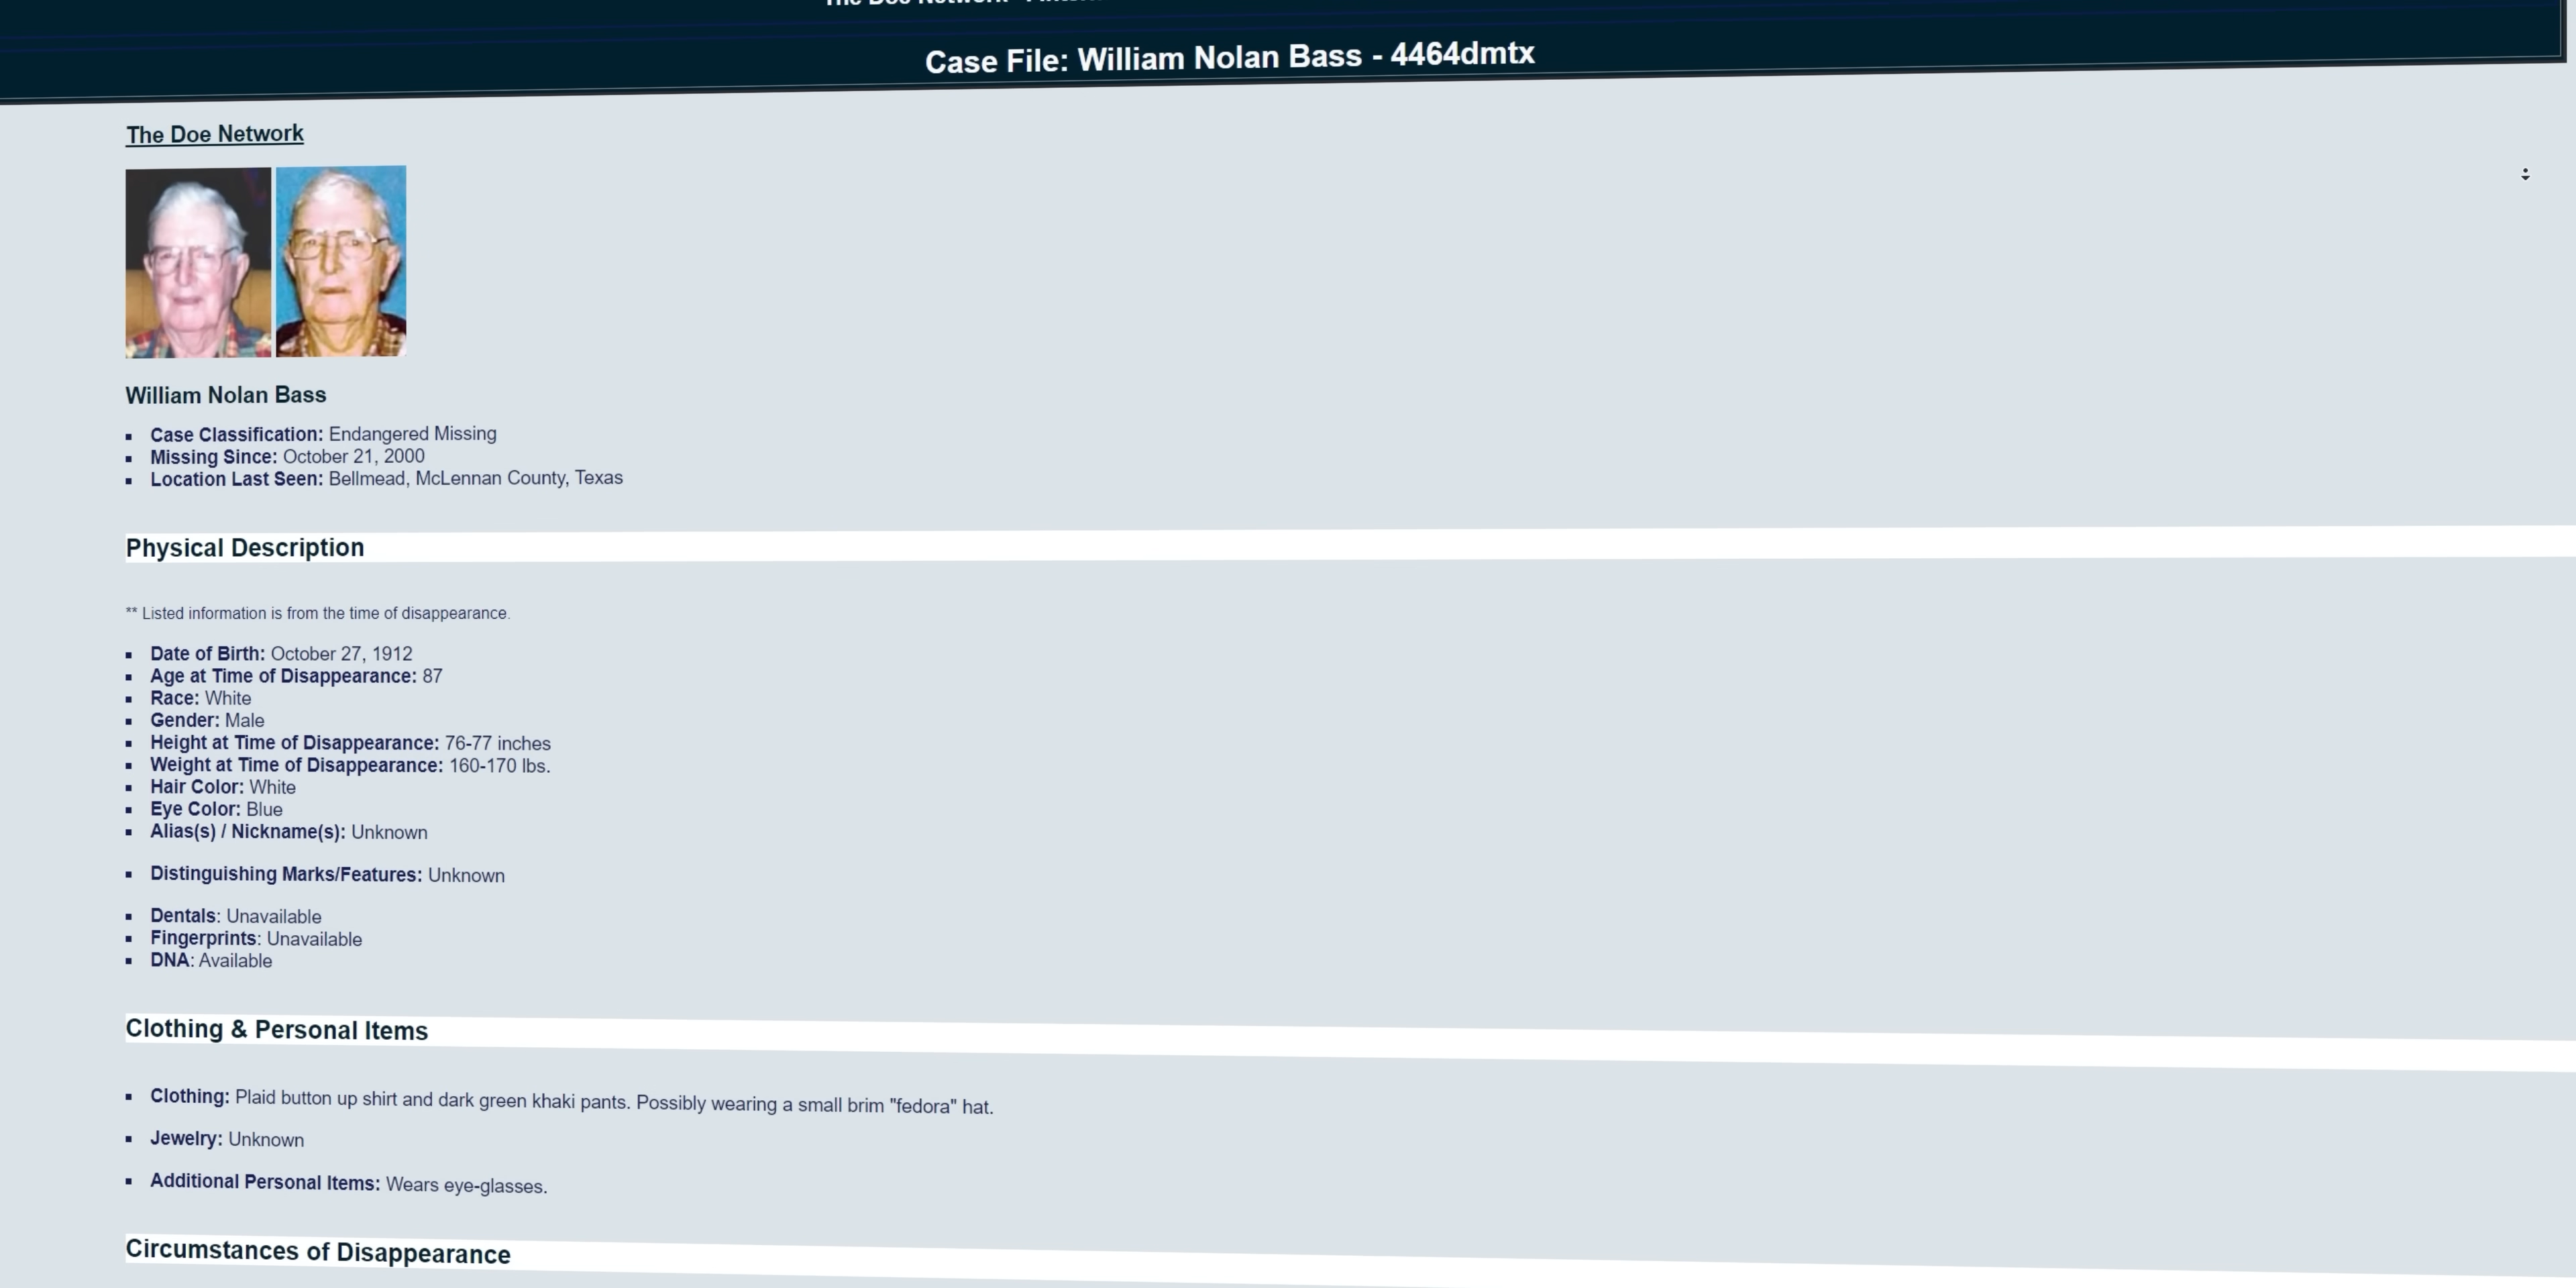 Case File: William Nolan Bass - 4464dmtx
The Doe Network
William Nolan Bass
Case Classification: Endangered Missing
Missing Since: October 21, 2000
Location Last Seen: Bellmead, McLennan County, Texas
Physical Description
** Listed information is from the time of disappearance.
Date of Birth: October 27, 1912
Age at Time of Disappearance: 87
Race: White
Gender: Male
Height at Time of Disappearance: 76-77 inches
Weight at Time of Disappearance: 160-170 lbs.
Hair Color: White
Eye Color: Blue
Alias(s) / Nickname(s): Unknown
Distinguishing Marks/Features: Unknown
Dentals: Unavailable
Fingerprints: Unavailable
DNA: Available
Clothing & Personal Items
Clothing: Plaid button up shirt and dark green khaki pants. Possibly wearing a small brim "fedora" hat.
Jewelry: Unknown
Additional Personal Items: Wears eye-glasses.
Circumstances of Disappearance